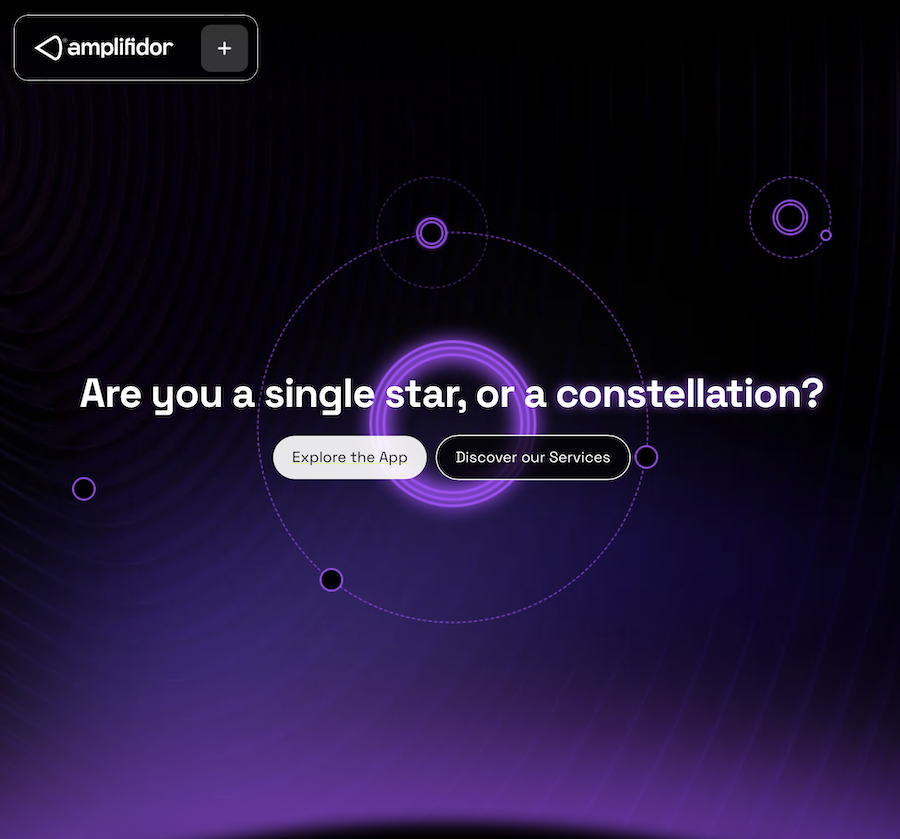 amplifidor
+
Are you a single star, or a constellation?
Explore the App
Discover our Services